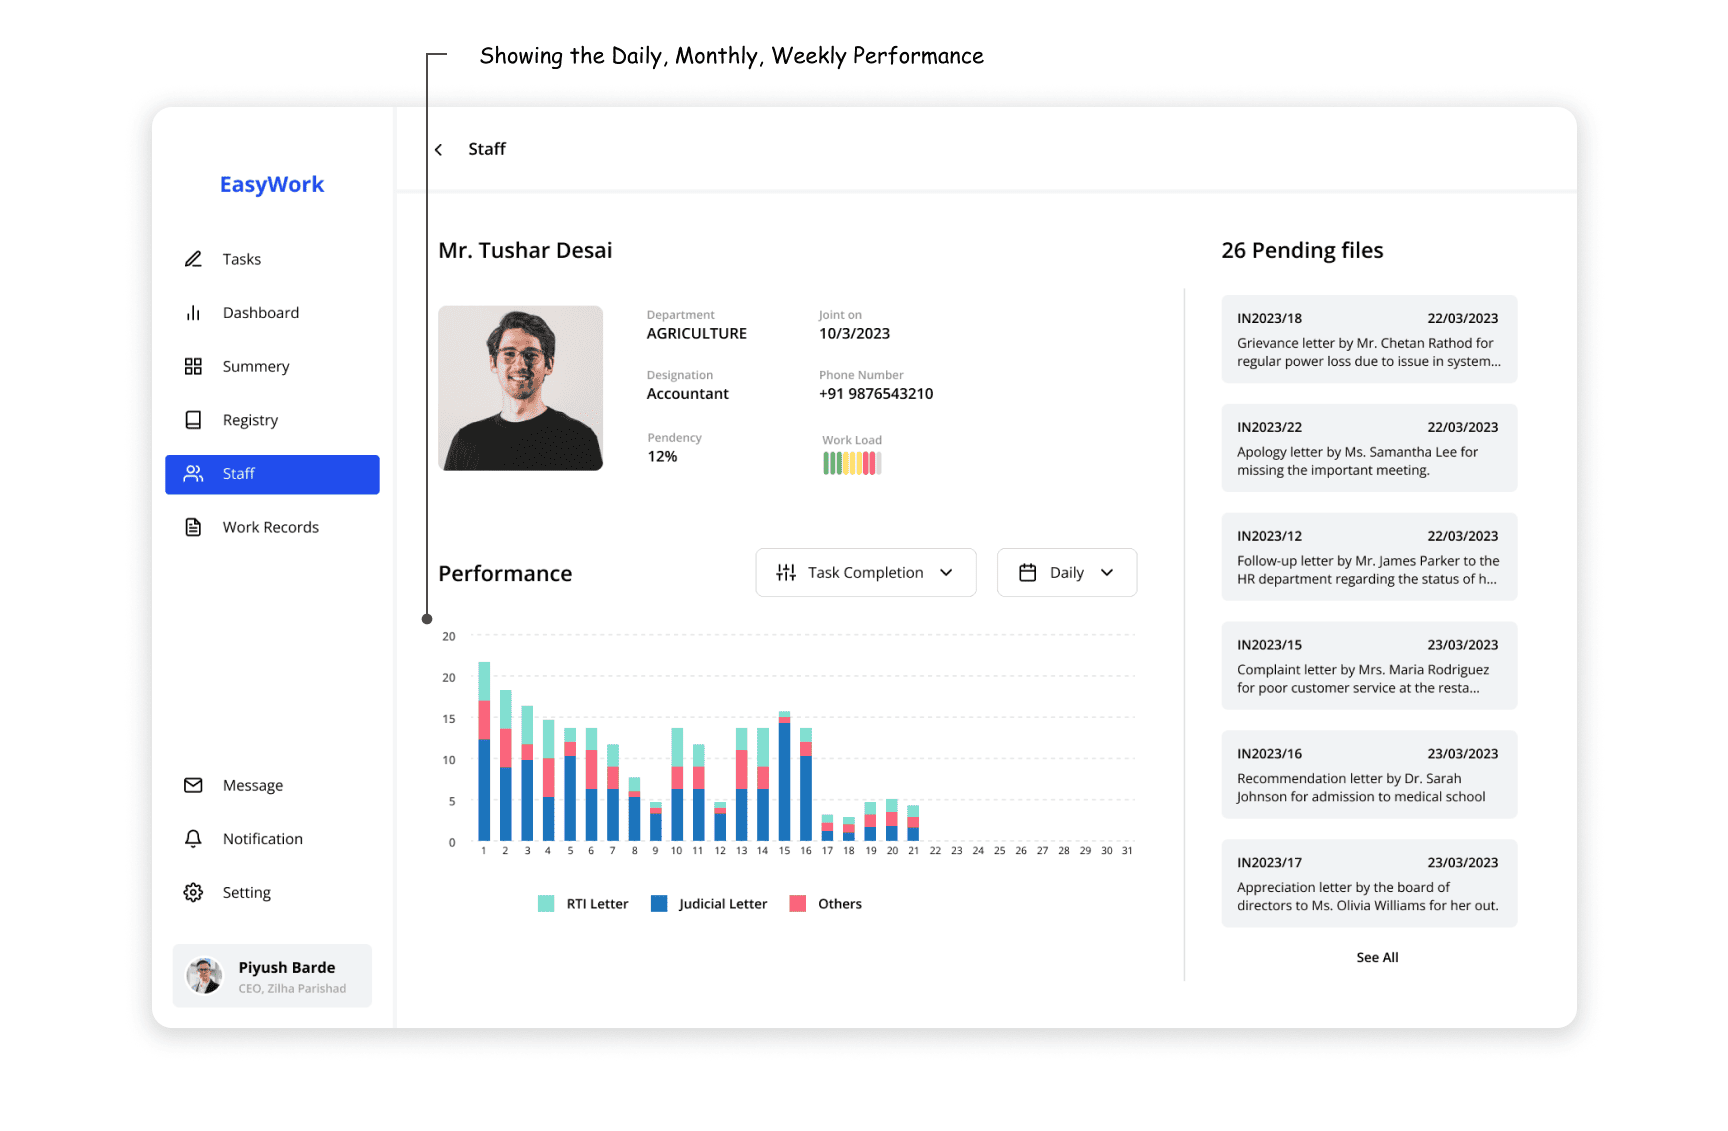 Showing the Daily, Monthly, Weekly Performance
EasyWork
Tasks
Dashboard
Summery
Registry
Staff
Work Records
Message
Notification
Setting
Piyush Barde
CEO, Zilha Parishad
Staff
Mr. Tushar Desai
Department
AGRICULTURE
Joint on
10/3/2023
Designation
Accountant
Phone Number
+91 9876543210
Pendency
12%
Work Load
Performance
Task Completion
Daily
20
20
15
10
5
0
1 2 3 4 5 6 7 8 9 10 11 12 13 14 15 16 17 18 19 20 21 22 23 24 25 26 27 28 29 30 31
RTI Letter
Judicial Letter
Others
26 Pending files
IN2023/18 22/03/2023
Grievance letter by Mr. Chetan Rathod for
regular power loss due to issue in system...
IN2023/22 22/03/2023
Apology letter by Ms. Samantha Lee for
missing the important meeting.
IN2023/12 22/03/2023
Follow-up letter by Mr. James Parker to the
HR department regarding the status of h...
IN2023/15 23/03/2023
Complaint letter by Mrs. Maria Rodriguez
for poor customer service at the resta...
IN2023/16 23/03/2023
Recommendation letter by Dr. Sarah
Johnson for admission to medical school
IN2023/17 23/03/2023
Appreciation letter by the board of
directors to Ms. Olivia Williams for her out.
See All